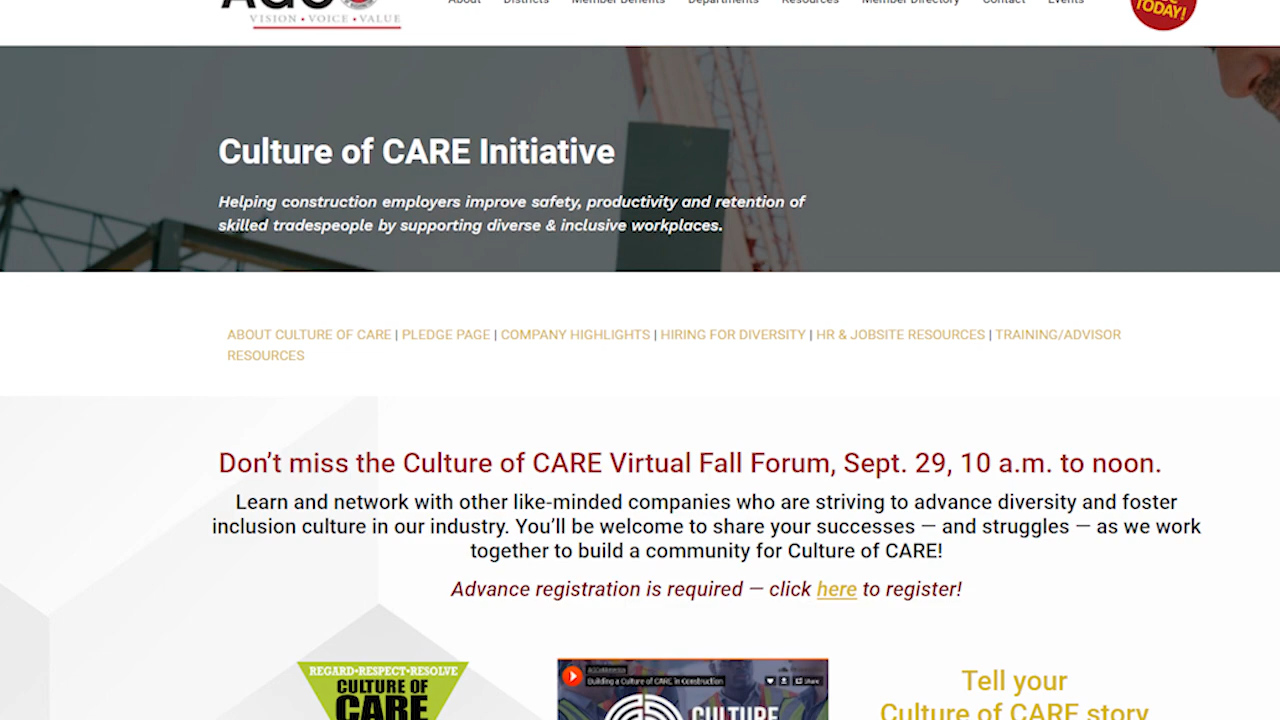 VISION • VOICE • VALUE
About Districts Member Benefits Departments Resources Member Directory Contact Events
TODAY!
Culture of CARE Initiative
Helping construction employers improve safety, productivity and retention of
skilled tradespeople by supporting diverse & inclusive workplaces.
ABOUT CULTURE OF CARE | PLEDGE PAGE | COMPANY HIGHLIGHTS | HIRING FOR DIVERSITY | HR & JOBSITE RESOURCES | TRAINING/ADVISOR
RESOURCES
Don’t miss the Culture of CARE Virtual Fall Forum, Sept. 29, 10 a.m. to noon.
Learn and network with other like-minded companies who are striving to advance diversity and foster
inclusion culture in our industry. You’ll be welcome to share your successes — and struggles — as we work
together to build a community for Culture of CARE!
Advance registration is required — click here to register!
REGARD•RESPECT•RESOLVE
CULTURE OF
CARE
Building a Culture of CARE in Construction
Share
CULTURE
Tell your
Culture of CARE story